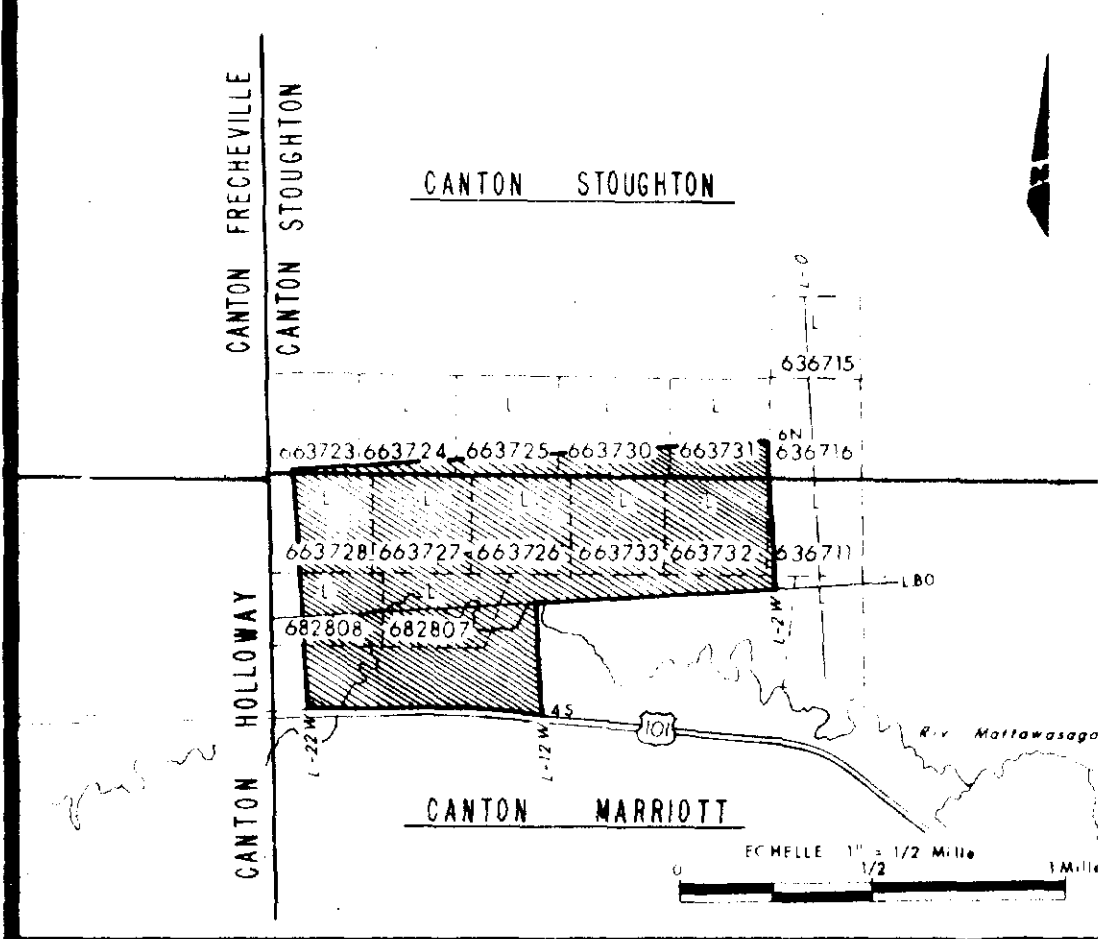 CANTON FRECHEVILLE
CANTON STOUGHTON
CANTON STOUGHTON
L-0
L
636715
L L L L
663723 663724 663725 663730 663731
6N
636716
L L L L L L
663728 663727 663726 663733 663732 636711
L L L
LBO
682808 682807
L-2W
CANTON HOLLOWAY
L-22W
L-12W
4S
101
Riv Mattawasaga
CANTON MARRIOTT
ECHELLE 1" = 1/2 Mille
0 1/2 1 Mille